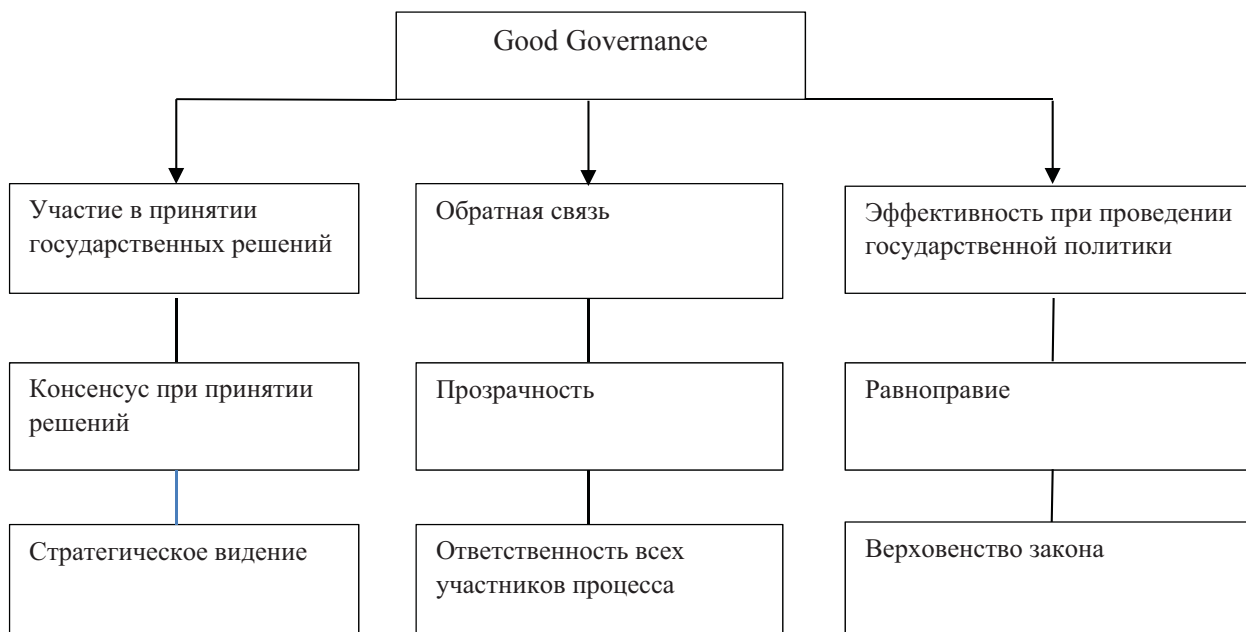 Good Governance
Участие в принятии
государственных решений
Обратная связь
Эффективность при проведении
государственной политики
Консенсус при принятии
решений
Прозрачность
Равноправие
Стратегическое видение
Ответственность всех
участников процесса
Верховенство закона